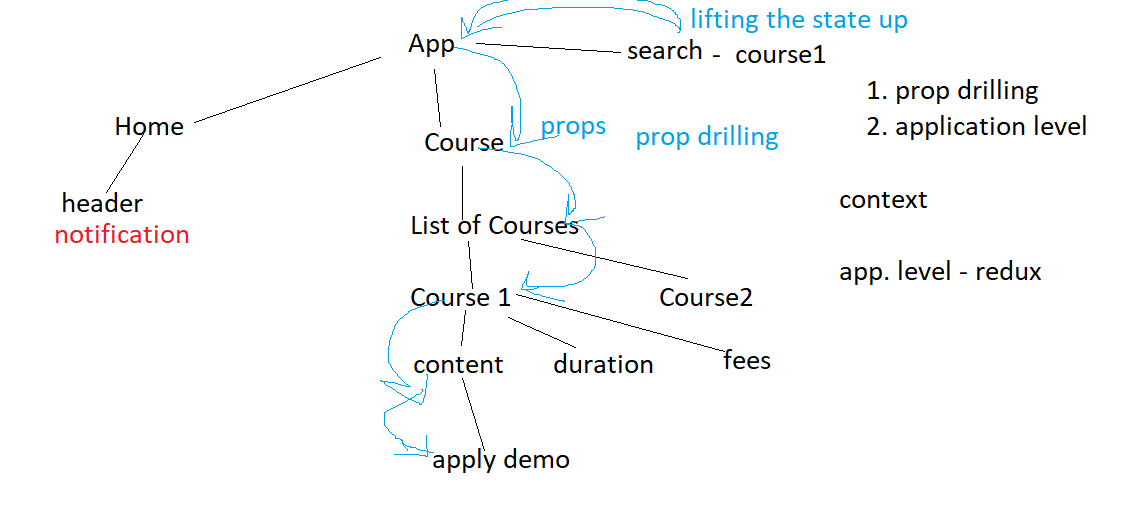 lifting the state up
App
search - course1
1. prop drilling
2. application level
Home
props
prop drilling
Course
header
context
notification
List of Courses
app. level - redux
Course 1
Course2
content
duration
fees
apply demo